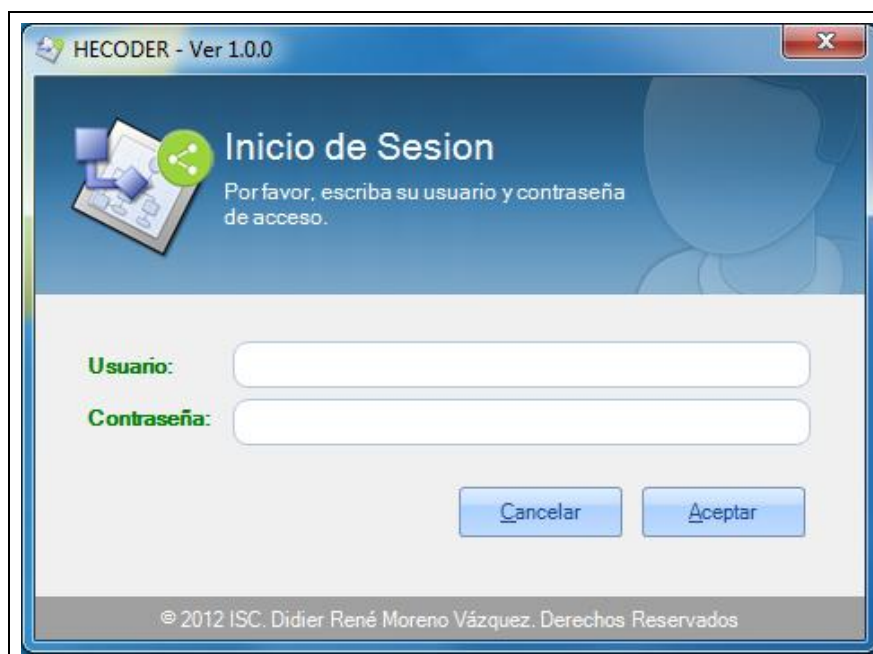 HECODER - Ver 1.0.0
Inicio de Sesion
Por favor, escriba su usuario y contraseña
de acceso.
Usuario:
Contraseña:
Cancelar Aceptar
© 2012 ISC. Didier René Moreno Vázquez. Derechos Reservados